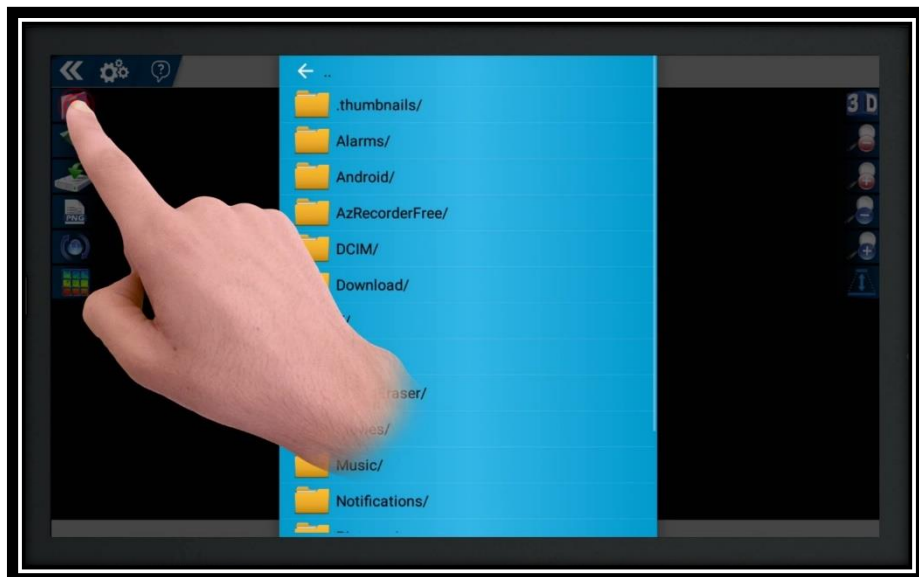 ..
.thumbnails/
Alarms/
Android/
AzRecorderFree/
DCIM/
Download/
Music/
Notifications/
3D
PNG